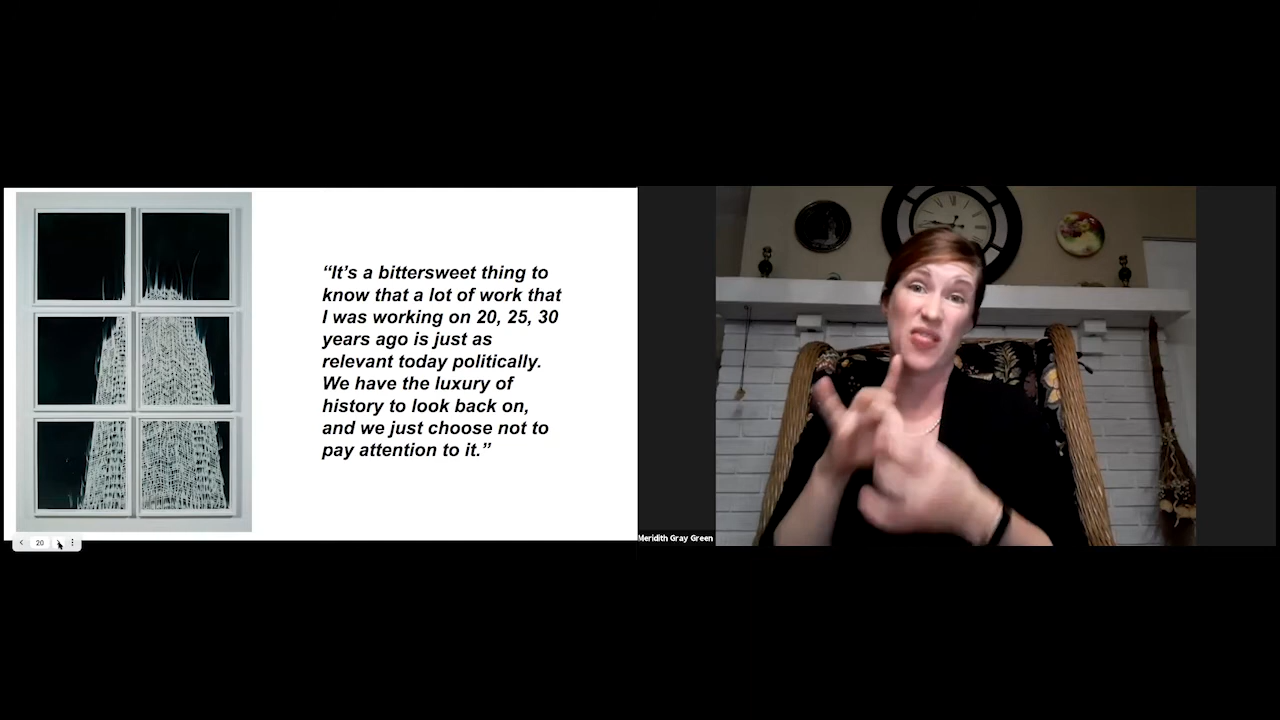 “It’s a bittersweet thing to
know that a lot of work that
I was working on 20, 25, 30
years ago is just as
relevant today politically.
We have the luxury of
history to look back on,
and we just choose not to
pay attention to it.”
20
Meridith Gray Green